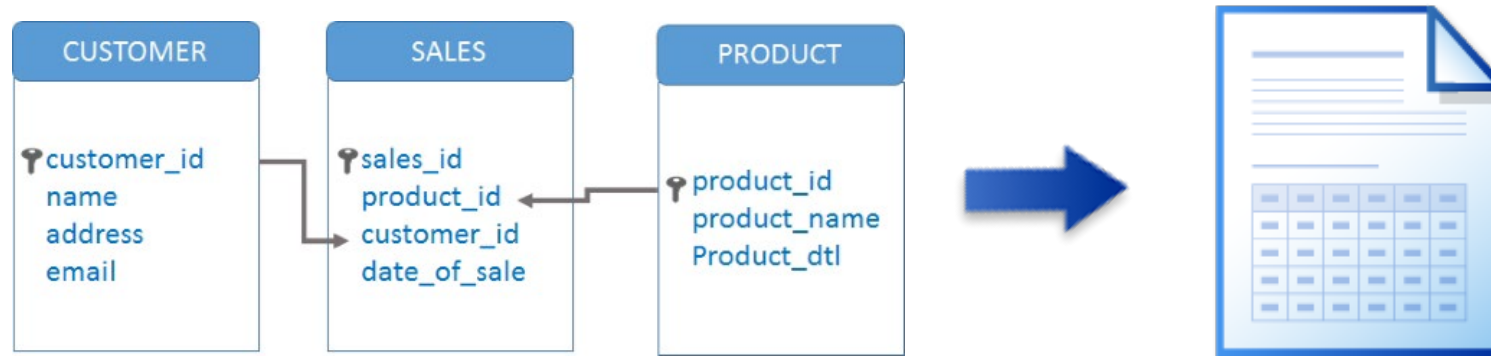 CUSTOMER
customer_id
name
address
email
SALES
sales_id
product_id
customer_id
date_of_sale
PRODUCT
product_id
product_name
Product_dtl